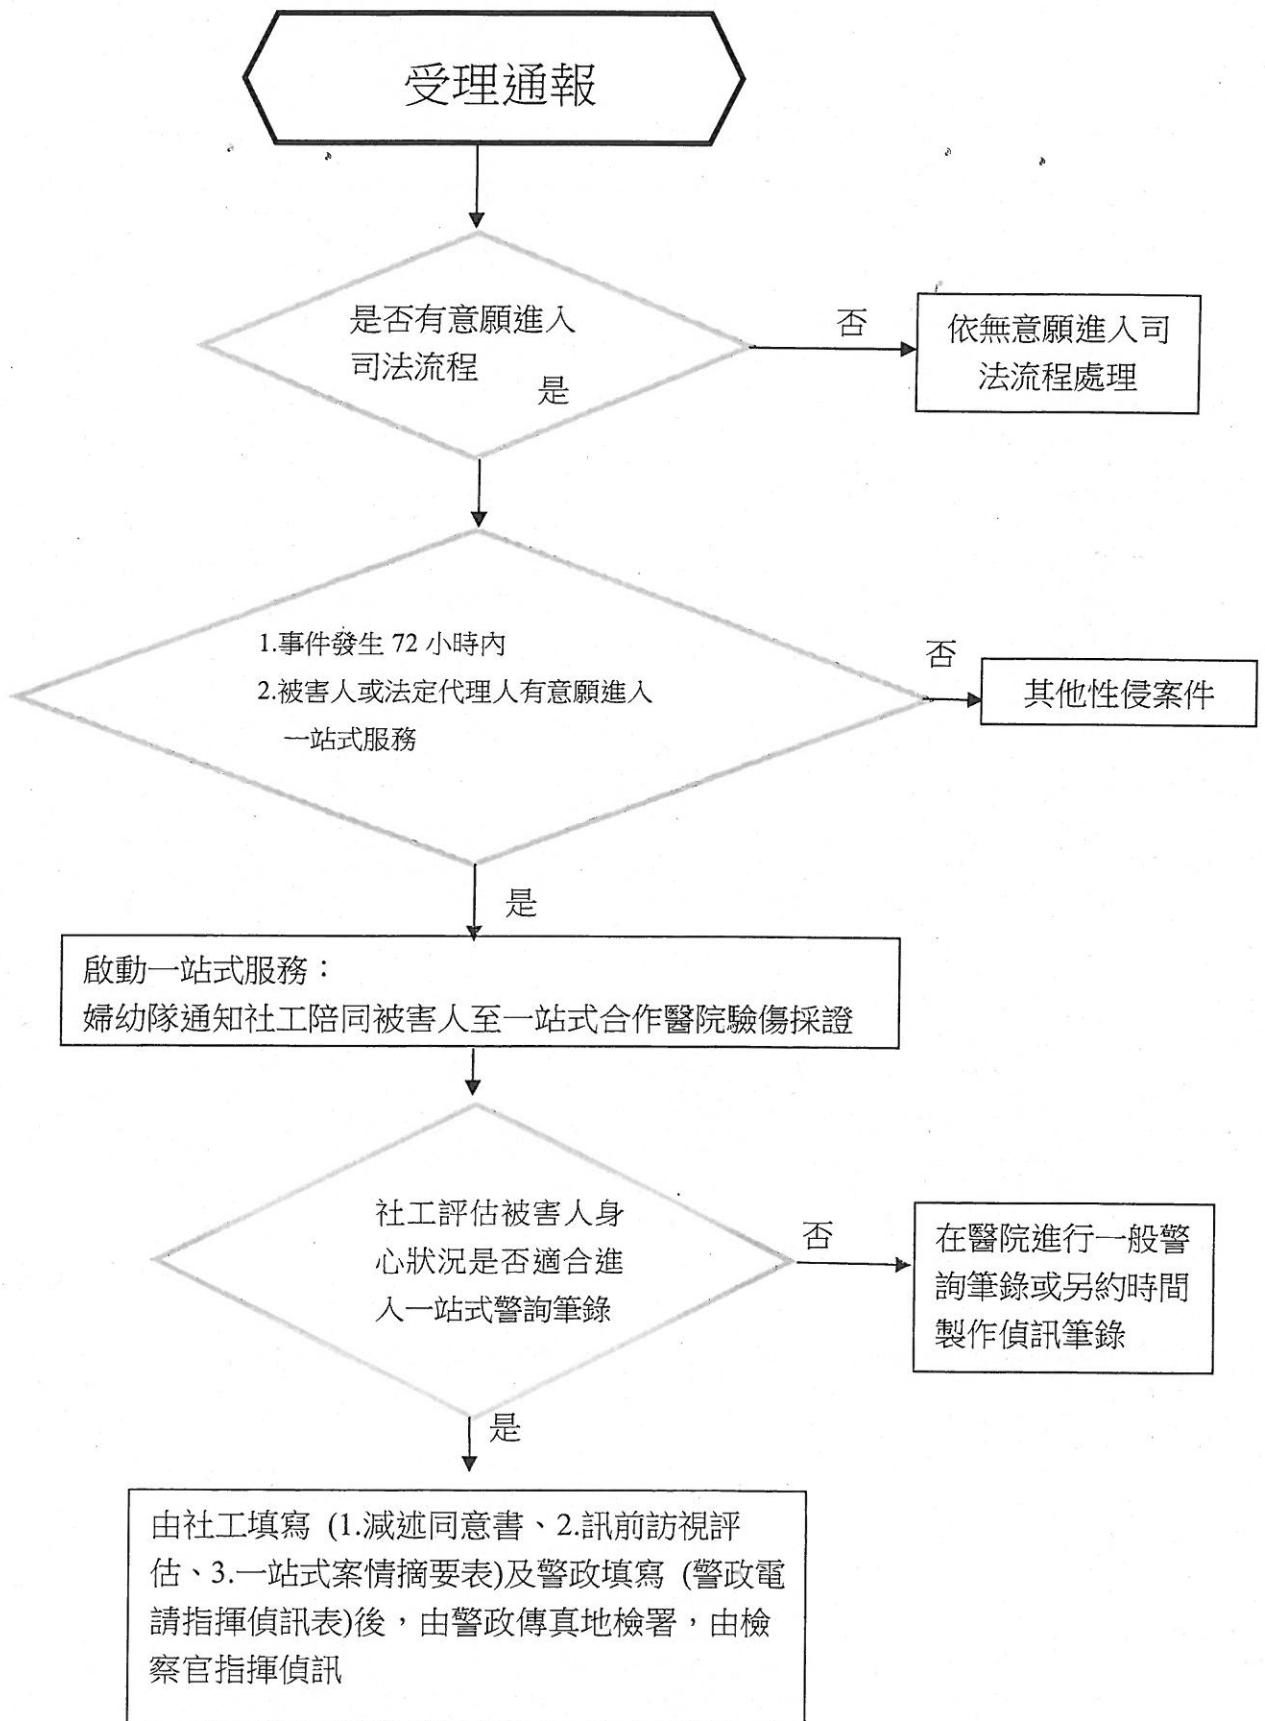 受理通報
是否有意願進入
司法流程
是
否
依無意願進入司
法流程處理
1.事件發生 72 小時內
2.被害人或法定代理人有意願進入
一站式服務
否
其他性侵案件
是
啟動一站式服務：
婦幼隊通知社工陪同被害人至一站式合作醫院驗傷採證
社工評估被害人身
心狀況是否適合進
入一站式警詢筆錄
否
在醫院進行一般警
詢筆錄或另約時間
製作偵訊筆錄
是
由社工填寫 (1.減述同意書、2.訊前訪視評
估、3.一站式案情摘要表)及警政填寫 (警政電
請指揮偵訊表)後，由警政傳真地檢署，由檢
察官指揮偵訊